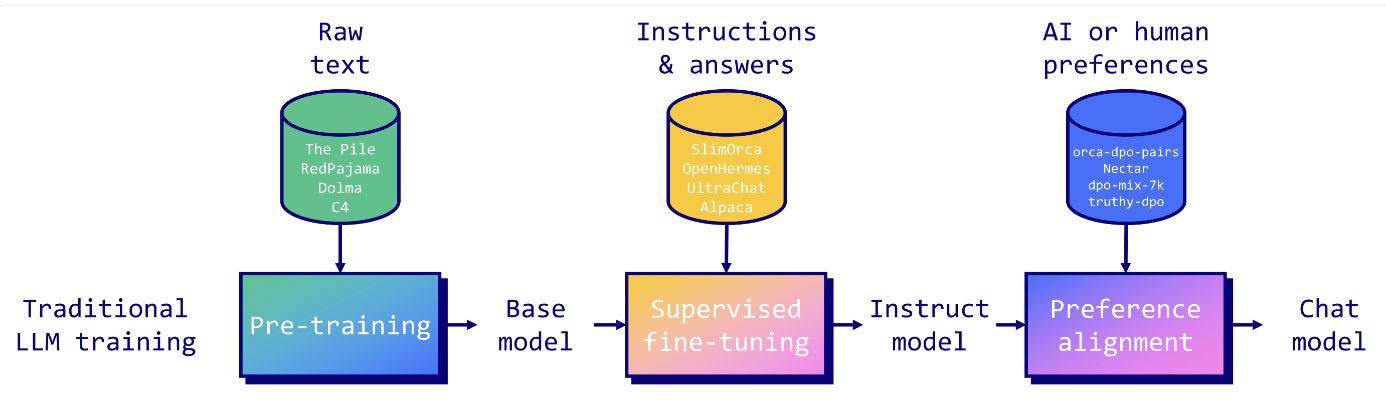 Raw
text
Instructions
& answers
AI or human
preferences
The Pile
RedPajama
Dolma
C4
SlimOrca
OpenHermes
UltraChat
Alpaca
orca-dpo-pairs
Nectar
dpo-mix-7k
truthy-dpo
Traditional
LLM training
Pre-training
Base
model
Supervised
fine-tuning
Instruct
model
Preference
alignment
Chat
model